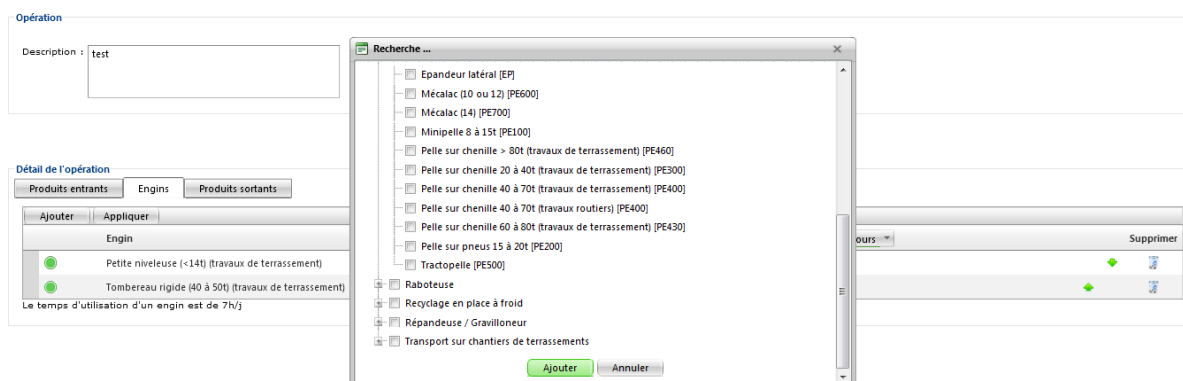 Opération
Description :
test
Détail de l'opération
Produits entrants
Engins
Produits sortants
Ajouter
Appliquer
Engin
ours
Supprimer
Petite niveleuse (<14t) (travaux de terrassement)
Tombereau rigide (40 à 50t) (travaux de terrassement)
Le temps d'utilisation d'un engin est de 7h/j
Recherche ...
Epandeur latéral [EP]
Mécalac (10 ou 12) [PE600]
Mécalac (14) [PE700]
Minipelle 8 à 15t [PE100]
Pelle sur chenille > 80t (travaux de terrassement) [PE460]
Pelle sur chenille 20 à 40t (travaux de terrassement) [PE300]
Pelle sur chenille 40 à 70t (travaux de terrassement) [PE400]
Pelle sur chenille 40 à 70t (travaux routiers) [PE400]
Pelle sur chenille 60 à 80t (travaux de terrassement) [PE430]
Pelle sur pneus 15 à 20t [PE200]
Tractopelle [PE500]
Raboteuse
Recyclage en place à froid
Répandeuse / Gravilloneur
Transport sur chantiers de terrassements
Ajouter
Annuler